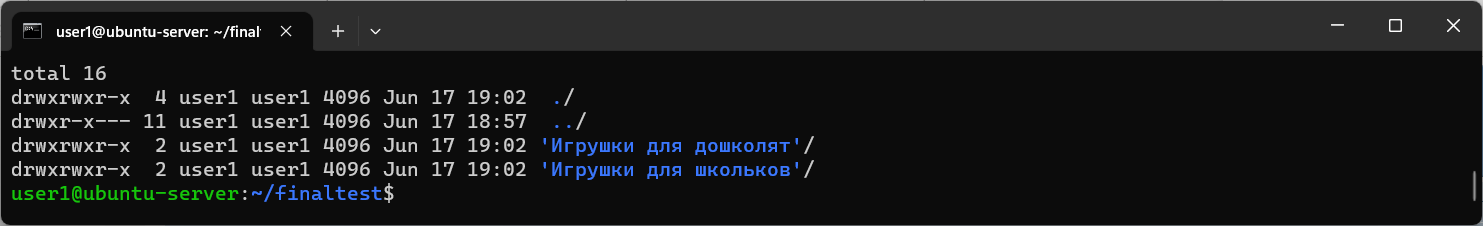 user1@ubuntu-server: ~/final
total 16
drwxrwxr-x  4 user1 user1 4096 Jun 17 19:02  ./
drwxr-x--- 11 user1 user1 4096 Jun 17 18:57  ../
drwxrwxr-x  2 user1 user1 4096 Jun 17 19:02 'Игрушки для дошколят'/
drwxrwxr-x  2 user1 user1 4096 Jun 17 19:02 'Игрушки для школьков'/
user1@ubuntu-server:~/finaltest$